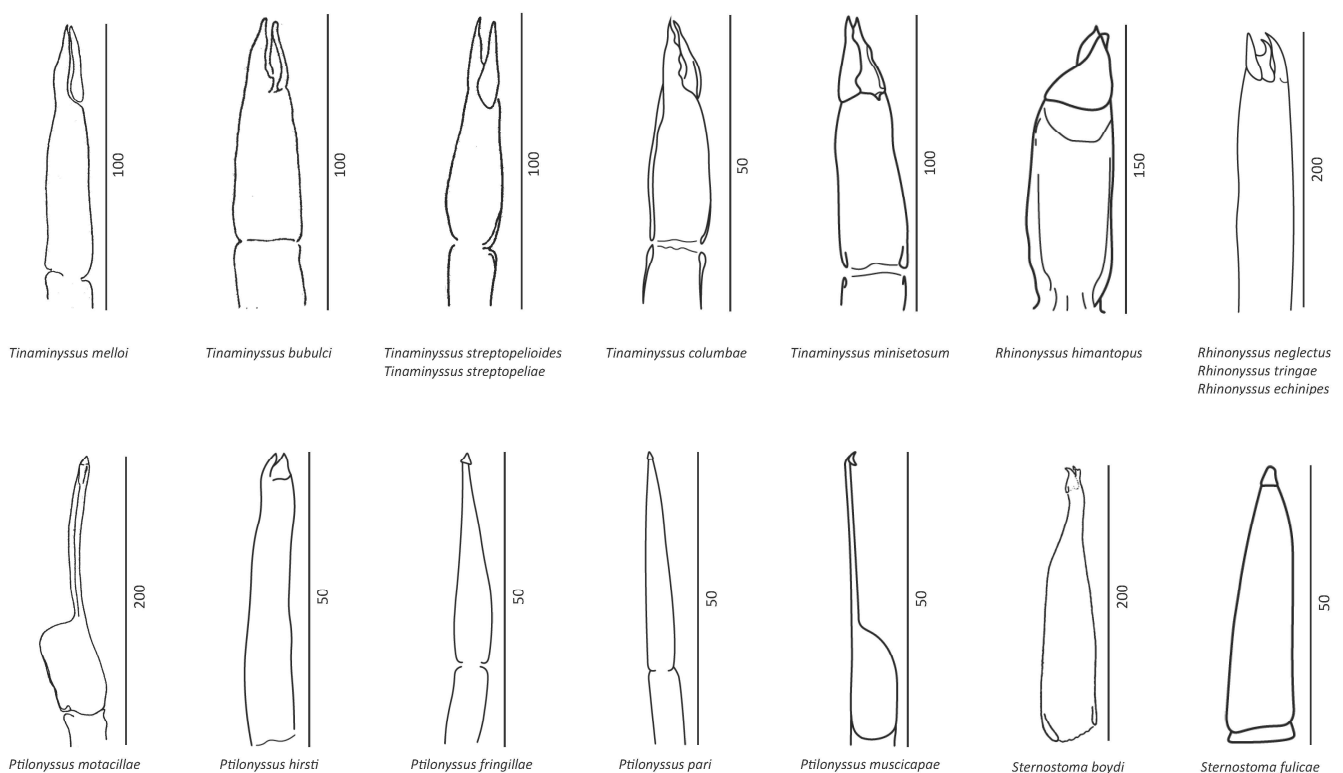 100
100
100
50
100
150
200
Tinaminyssus melloi
Tinaminyssus bubulci
Tinaminyssus streptopelioides
Tinaminyssus streptopeliae
Tinaminyssus columbae
Tinaminyssus minisetosum
Rhinonyssus himantopus
Rhinonyssus neglectus
Rhinonyssus tringae
Rhinonyssus echinipes
200
50
50
50
50
200
50
Ptilonyssus motacillae
Ptilonyssus hirsti
Ptilonyssus fringillae
Ptilonyssus pari
Ptilonyssus muscicapae
Sternostoma boydi
Sternostoma fulicae